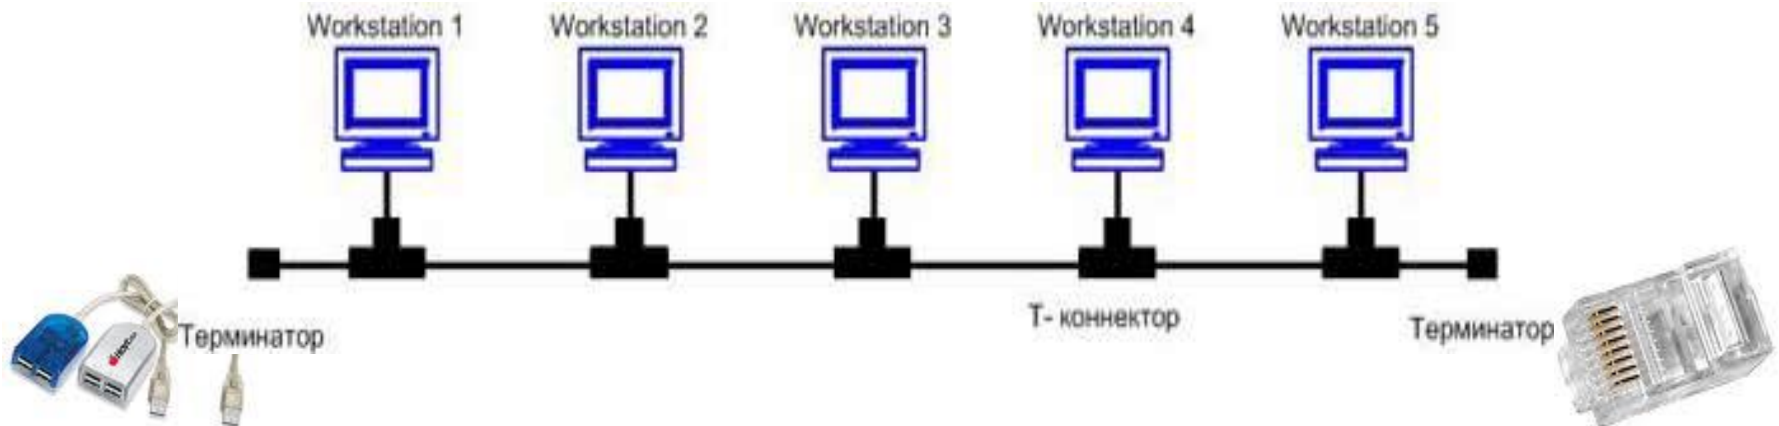 Workstation 1
Workstation 2
Workstation 3
Workstation 4
Workstation 5
Терминатор
Т- коннектор
Терминатор